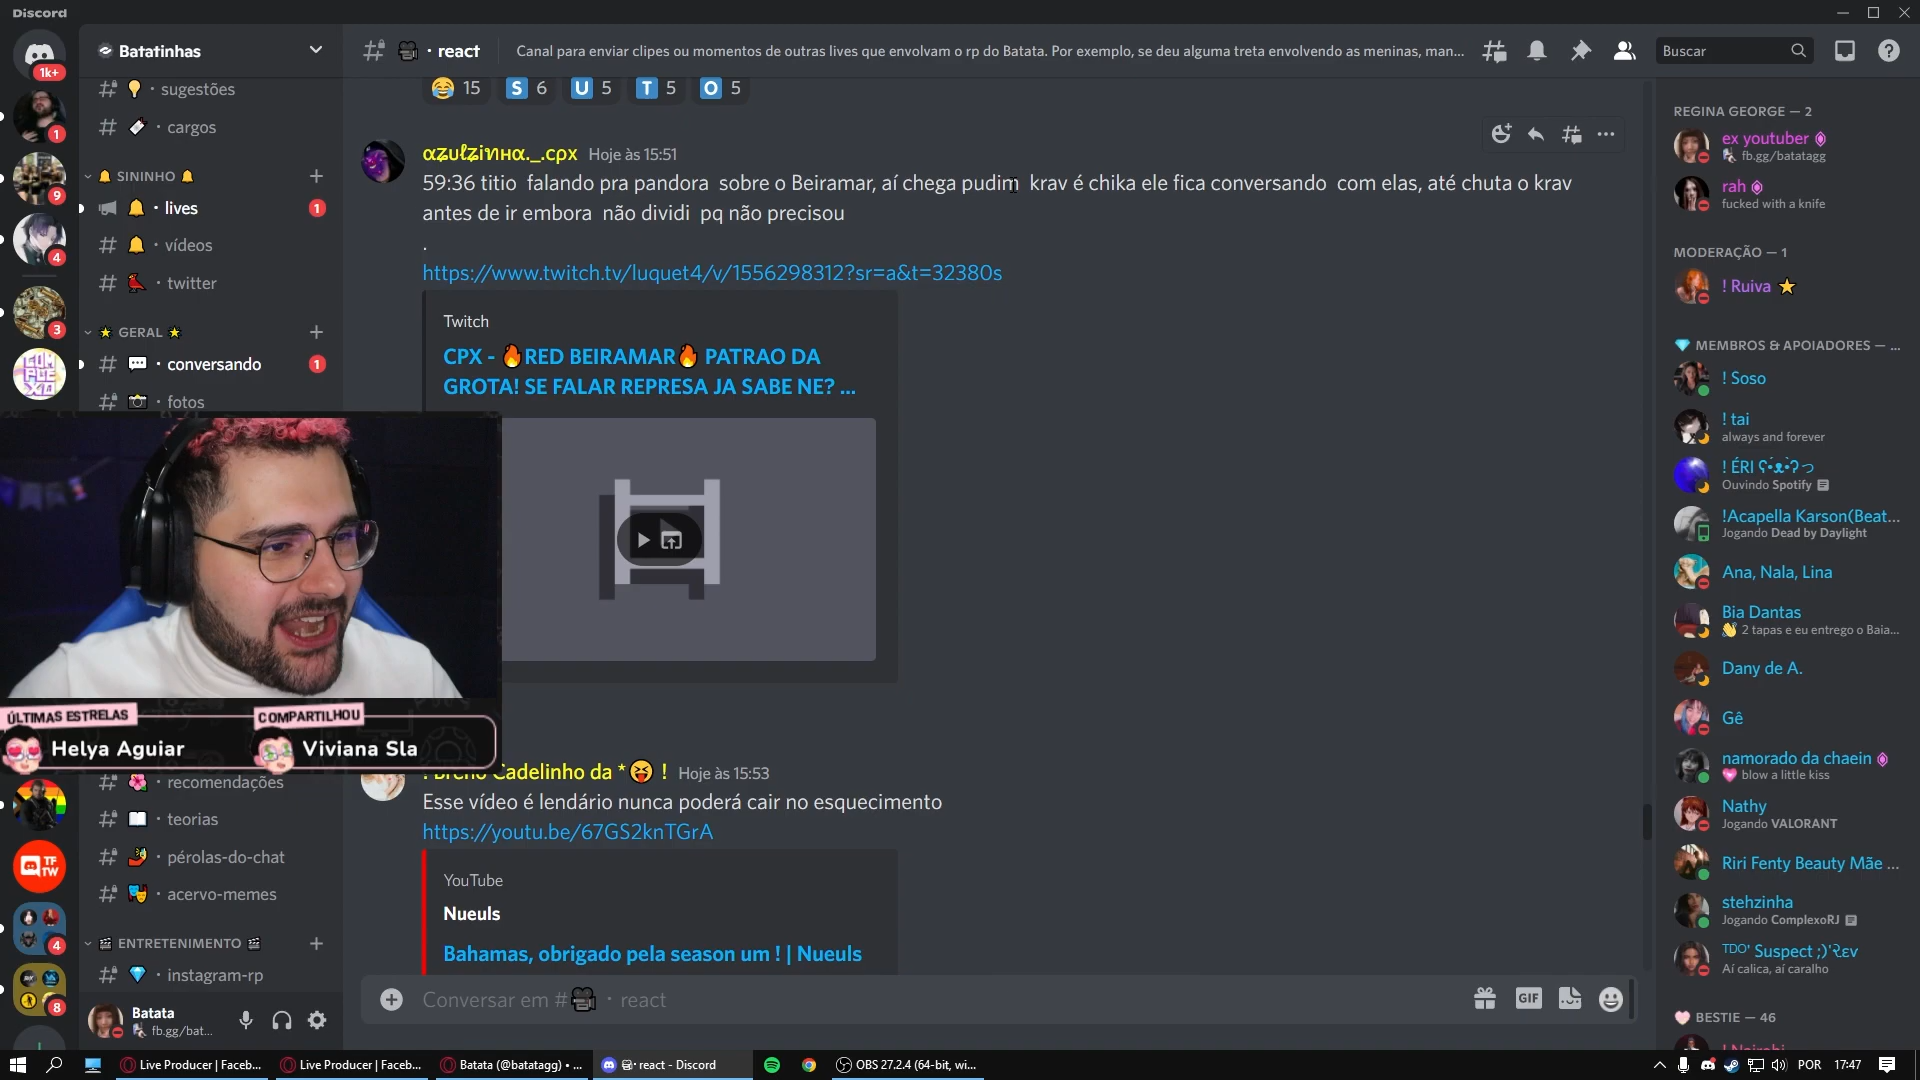 Discord
1k+
1
9
4
3
4
8
Batatinhas
sugestões
cargos
SININHO
lives
1
vídeos
twitter
GERAL
conversando
1
fotos
recomendações
teorias
pérolas-do-chat
acervo-memes
ENTRETENIMENTO
instagram-rp
Batata
fb.gg/bat...
react
Canal para enviar clipes ou momentos de outras lives que envolvam o rp do Batata. Por exemplo, se deu alguma treta envolvendo as meninas, man...
Buscar
15
S 6
U 5
T 5
O 5
Hoje às 15:51
59:36 titio falando pra pandora sobre o Beiramar, aí chega pudim krav é chika ele fica conversando com elas, até chuta o krav
antes de ir embora não dividi pq não precisou
.
https://www.twitch.tv/luquet4/v/1556298312?sr=a&t=32380s
Twitch
CPX - 🔥RED BEIRAMAR🔥 PATRAO DA
GROTA! SE FALAR REPRESA JA SABE NE? ...
ÚLTIMAS ESTRELAS
Helya Aguiar
COMPARTILHOU
Viviana Sla
! Breno Cadelinho da *😝 ! Hoje às 15:53
Esse vídeo é lendário nunca poderá cair no esquecimento
https://youtu.be/67GS2knTGrA
YouTube
Nueuls
Bahamas, obrigado pela season um ! | Nueuls
Conversar em # · react
GIF
REGINA GEORGE — 2
ex youtuber
fb.gg/batatagg
rah
fucked with a knife
MODERAÇÃO — 1
! Ruiva ⭐
MEMBROS & APOIADORES — ...
! Soso
! tai
always and forever
! ÉRI
Ouvindo Spotify
!Acapella Karson(Beat...
Jogando Dead by Daylight
Ana, Nala, Lina
Bia Dantas
2 tapas e eu entrego o Baia...
Dany de A.
Gê
namorado da chaein
blow a little kiss
Nathy
Jogando VALORANT
Riri Fenty Beauty Mãe ...
stehzinha
Jogando ComplexoRJ
Suspect
Aí calica, aí caralho
BESTIE — 46
Live Producer | Faceb...
Live Producer | Faceb...
Batata (@batatagg) • ...
react - Discord
OBS 27.2.4 (64-bit, wi...
POR
17:47